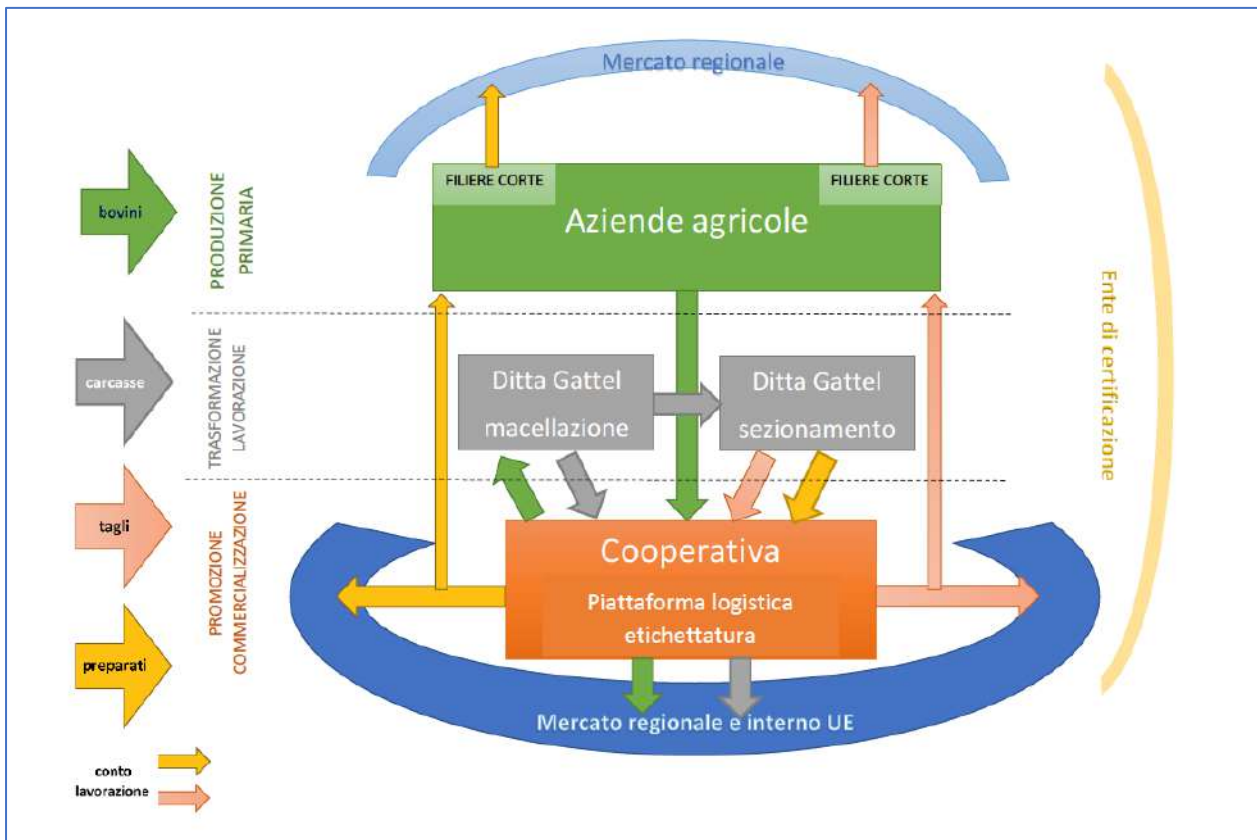 Mercato regionale
FILIERE CORTE
FILIERE CORTE
Aziende agricole
bovini
PRODUZIONE
PRIMARIA
carcasse
TRASFORMAZIONE
LAVORAZIONE
Ditta Gattel
macellazione
Ditta Gattel
sezionamento
Ente di certificazione
tagli
preparati
PROMOZIONE
COMMERCIALIZZAZIONE
Cooperativa
Piattaforma logistica
etichettatura
Mercato regionale e interno UE
conto
lavorazione